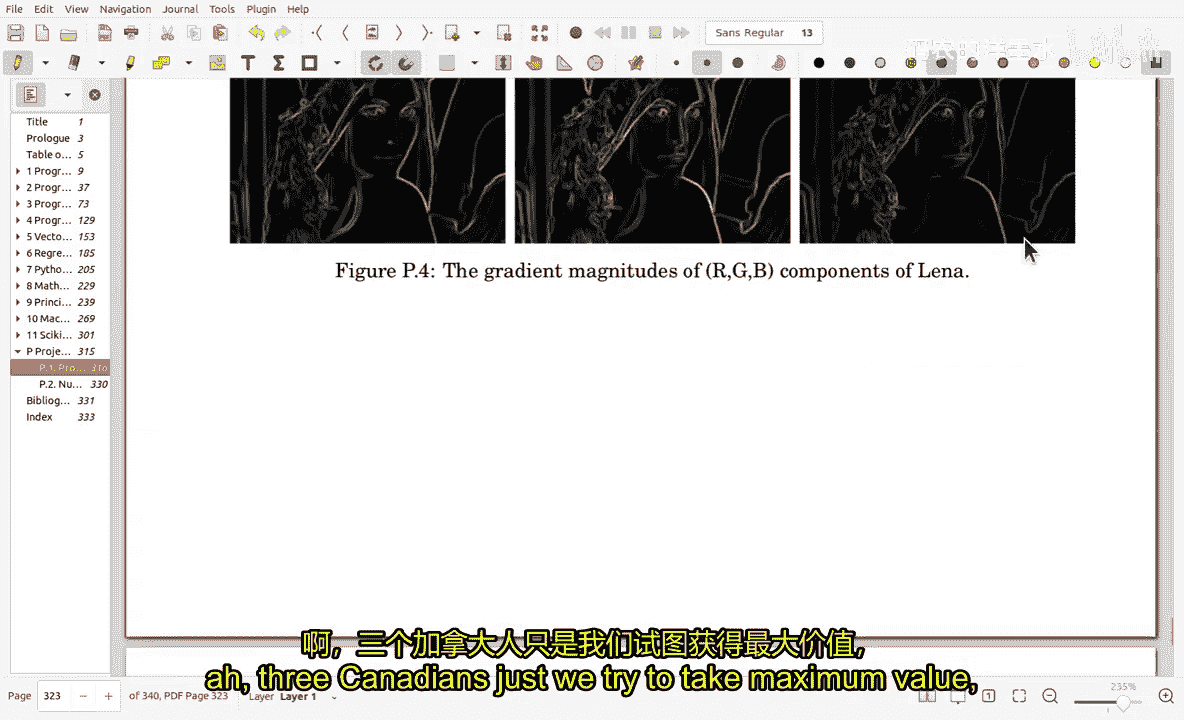 File Edit View Navigation Journal Tools Plugin Help
Sans Regular 13
Title 1
Prologue 3
Table o... 5
1 Progr... 9
2 Progr... 37
3 Progr... 73
4 Progr... 129
5 Vecto... 153
6 Regre... 185
7 Pytho... 205
8 Math... 229
9 Princi... 239
10 Mac... 269
11 Sciki... 301
P Proje... 315
P.1. Pro... 316
P.2. Nu... 330
Bibliog... 331
Index 333
Figure P.4: The gradient magnitudes of (R,G,B) components of Lena.
啊，三个加拿大人只是我们试图获得最大价值，
ah, three Canadians just we try to take maximum value,
Page 323 of 340, PDF Page 323 Layer Layer 1 235%